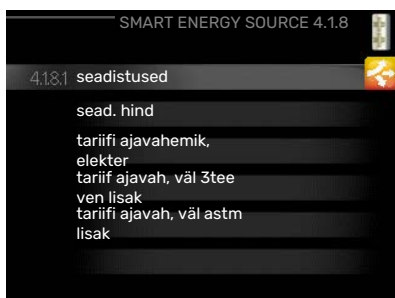 SMART ENERGY SOURCE 4.1.8
4.1.8.1 seadistused
sead. hind
tariifi ajavahemik,
elekter
tariif ajavah, väl 3tee
ven lisak
tariifi ajavah, väl astm
lisak